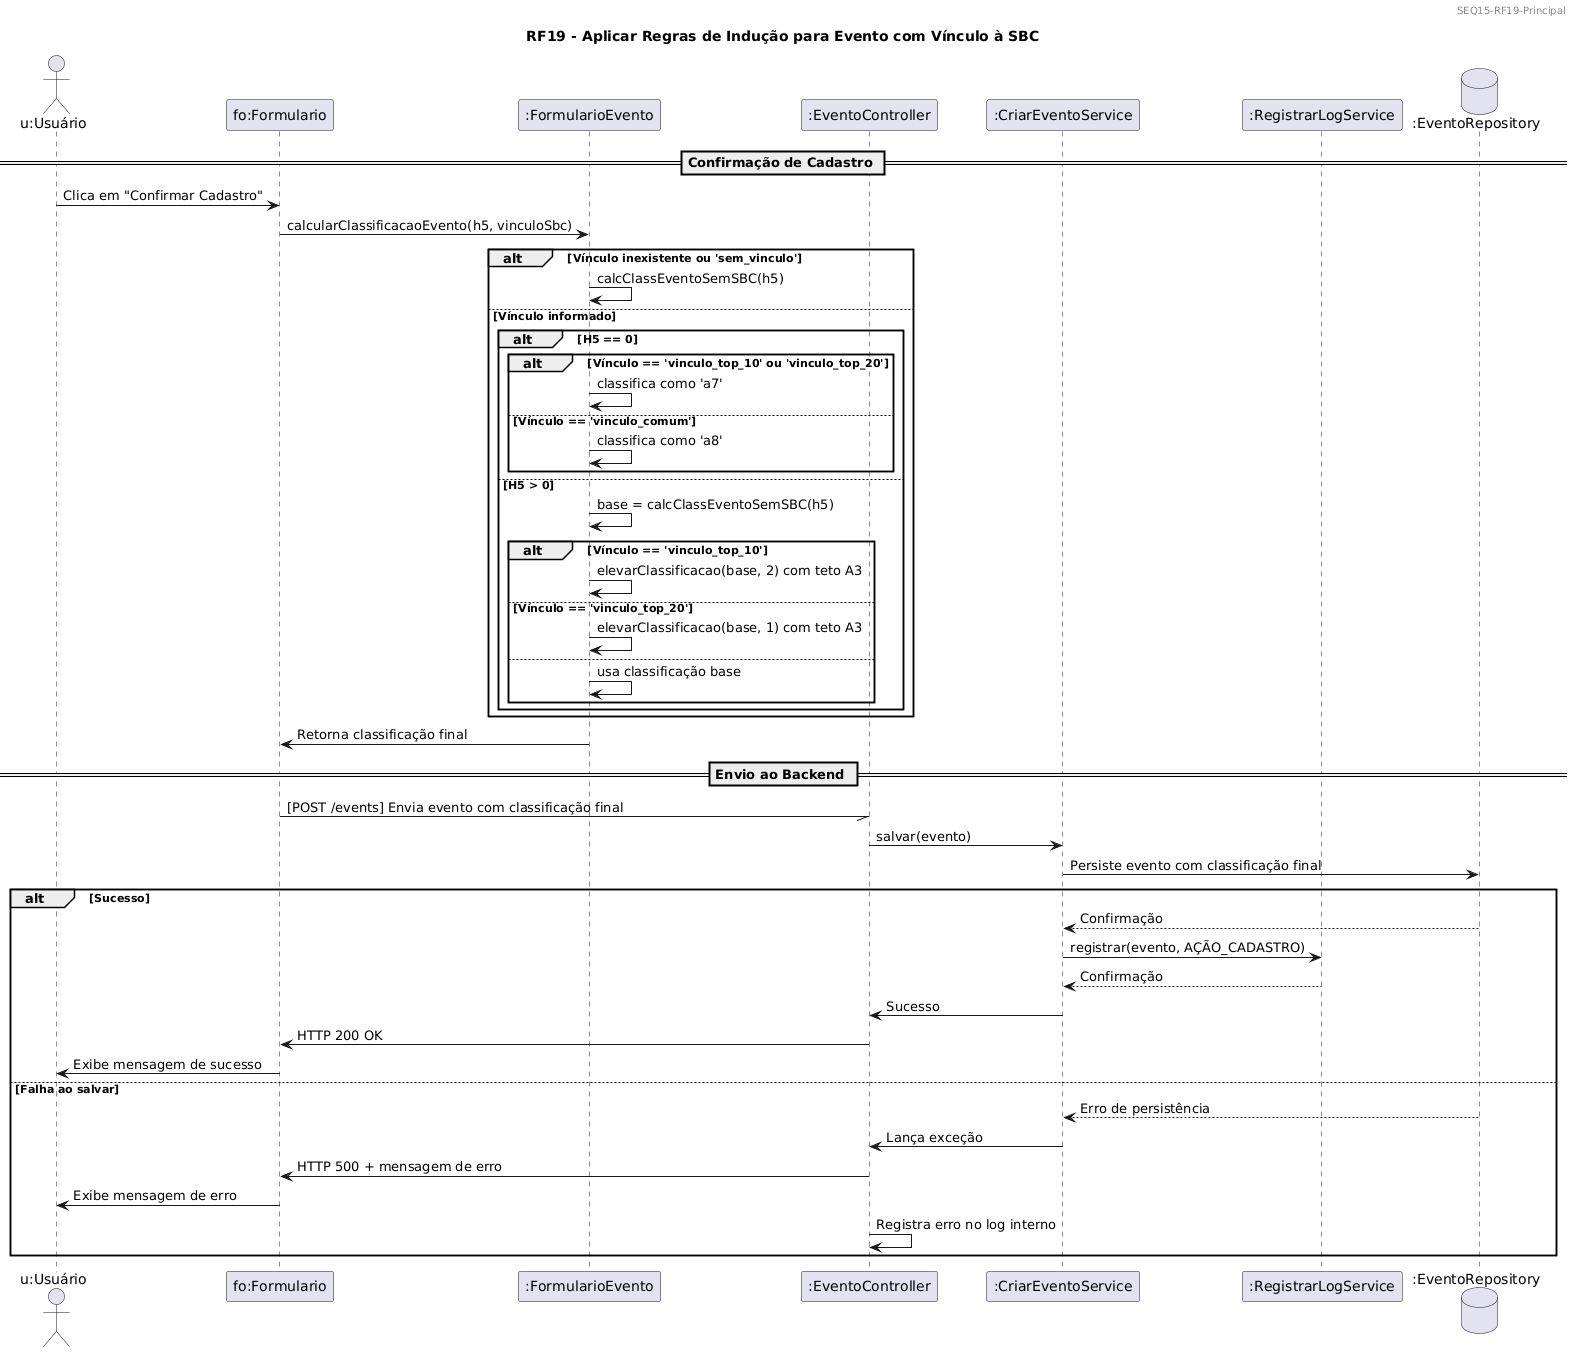 SEQ15-RF19-Principal
RF19 - Aplicar Regras de Indução para Evento com Vínculo à SBC
u:Usuário
fo:Formulario
:FormularioEvento
:EventoController
:CriarEventoService
:RegistrarLogService
:EventoRepository
Confirmação de Cadastro
Clica em "Confirmar Cadastro"
calcularClassificacaoEvento(h5, vinculoSbc)
alt [Vínculo inexistente ou 'sem_vinculo']
calcClassEventoSemSBC(h5)
[Vínculo informado]
alt [H5 == 0]
alt [Vínculo == 'vinculo_top_10' ou 'vinculo_top_20']
classifica como 'a7'
[Vínculo == 'vinculo_comum']
classifica como 'a8'
[H5 > 0]
base = calcClassEventoSemSBC(h5)
alt [Vínculo == 'vinculo_top_10']
elevarClassificacao(base, 2) com teto A3
[Vínculo == 'vinculo_top_20']
elevarClassificacao(base, 1) com teto A3
usa classificação base
Retorna classificação final
Envio ao Backend
[POST /events] Envia evento com classificação final
salvar(evento)
Persiste evento com classificação final
alt [Sucesso]
Confirmação
registrar(evento, AÇÃO_CADASTRO)
Confirmação
Sucesso
HTTP 200 OK
Exibe mensagem de sucesso
[Falha ao salvar]
Erro de persistência
Lança exceção
HTTP 500 + mensagem de erro
Exibe mensagem de erro
Registra erro no log interno
u:Usuário
fo:Formulario
:FormularioEvento
:EventoController
:CriarEventoService
:RegistrarLogService
:EventoRepository